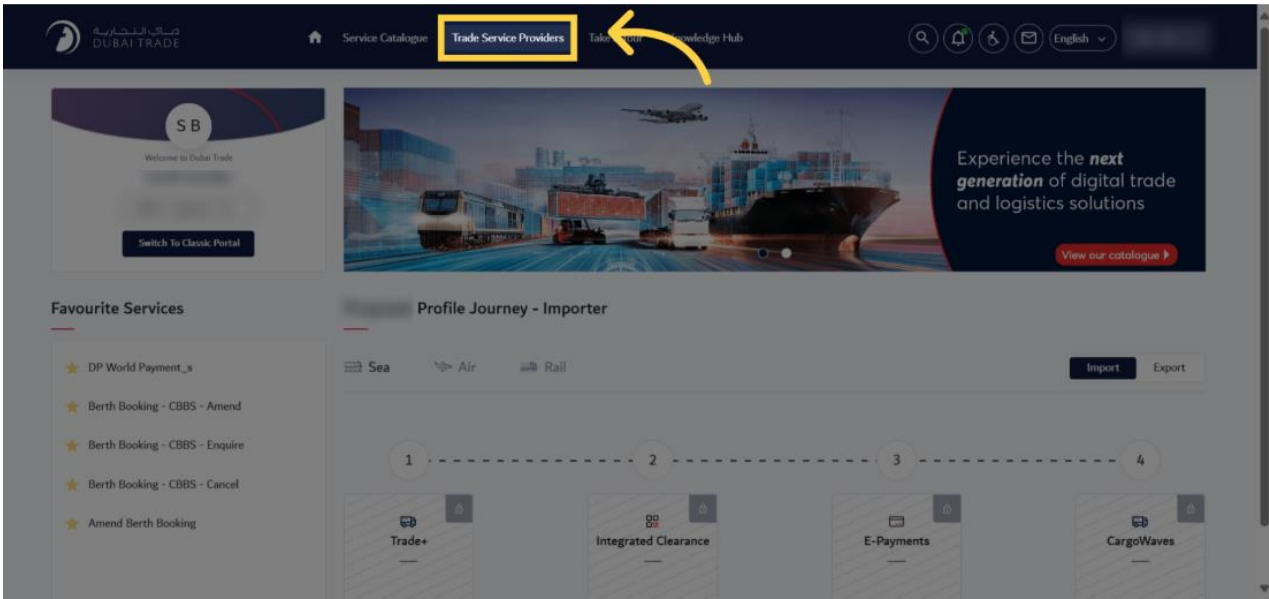 دبي التجارية
DUBAI TRADE
Service Catalogue
Trade Service Providers
Take
Knowledge Hub
English
S B
Welcome to Dubai Trade
Switch To Classic Portal
Experience the next
generation of digital trade
and logistics solutions
View our catalogue
Favourite Services
DP World Payment_s
Berth Booking - CBBS - Amend
Berth Booking - CBBS - Enquire
Berth Booking - CBBS - Cancel
Amend Berth Booking
Profile Journey - Importer
Sea
Air
Rail
Import
Export
1
2
3
4
Trade+
Integrated Clearance
E-Payments
CargoWaves